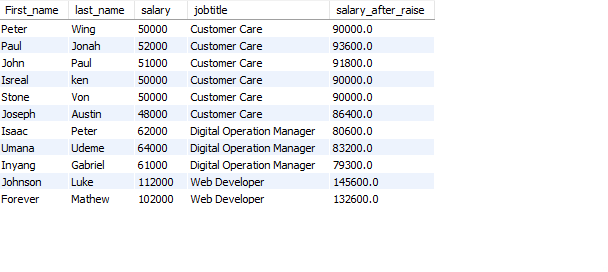 First_name last_name salary jobtitle salary_after_raise
Peter Wing 50000 Customer Care 90000.0
Paul Jonah 52000 Customer Care 93600.0
John Paul 51000 Customer Care 91800.0
Isreal ken 50000 Customer Care 90000.0
Stone Von 50000 Customer Care 90000.0
Joseph Austin 48000 Customer Care 86400.0
Isaac Peter 62000 Digital Operation Manager 80600.0
Umana Udeme 64000 Digital Operation Manager 83200.0
Inyang Gabriel 61000 Digital Operation Manager 79300.0
Johnson Luke 112000 Web Developer 145600.0
Forever Mathew 102000 Web Developer 132600.0